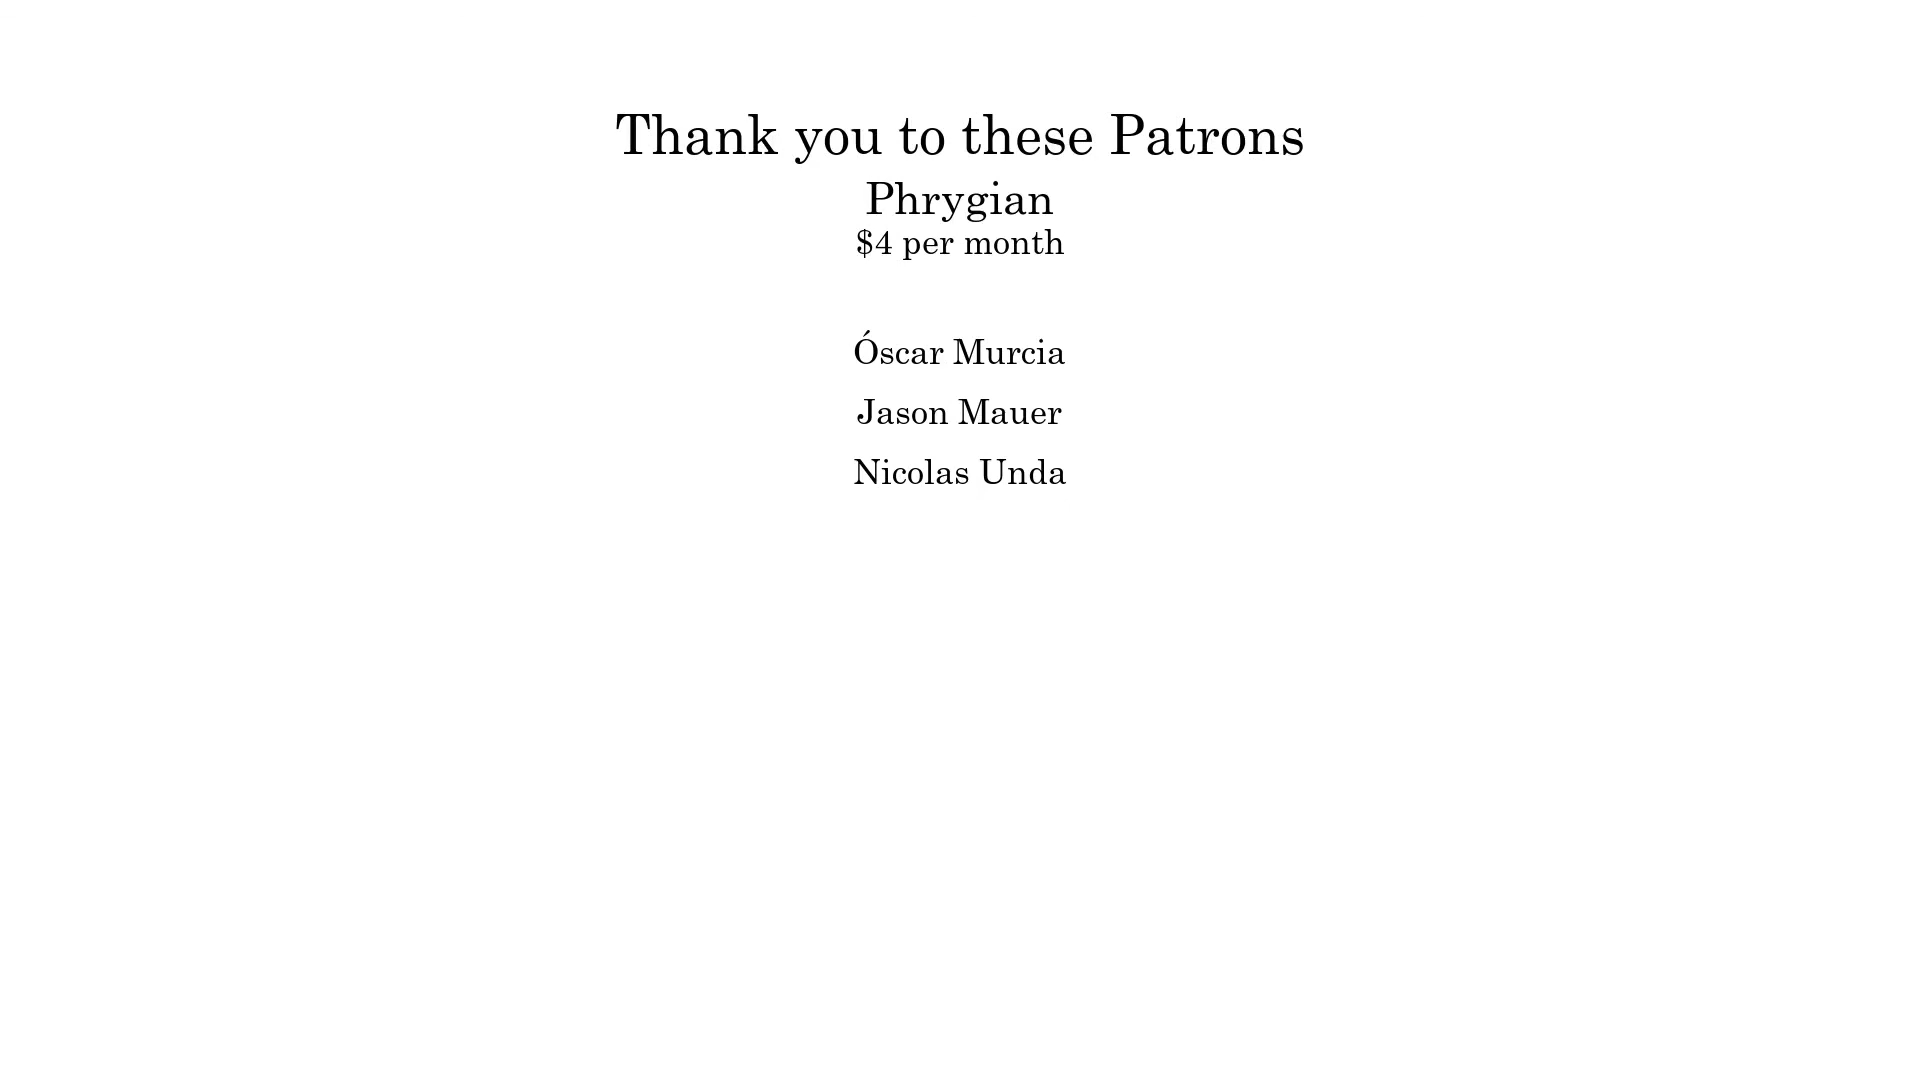 Thank you to these Patrons
Phrygian
$4 per month
Óscar Murcia
Jason Mauer
Nicolas Unda